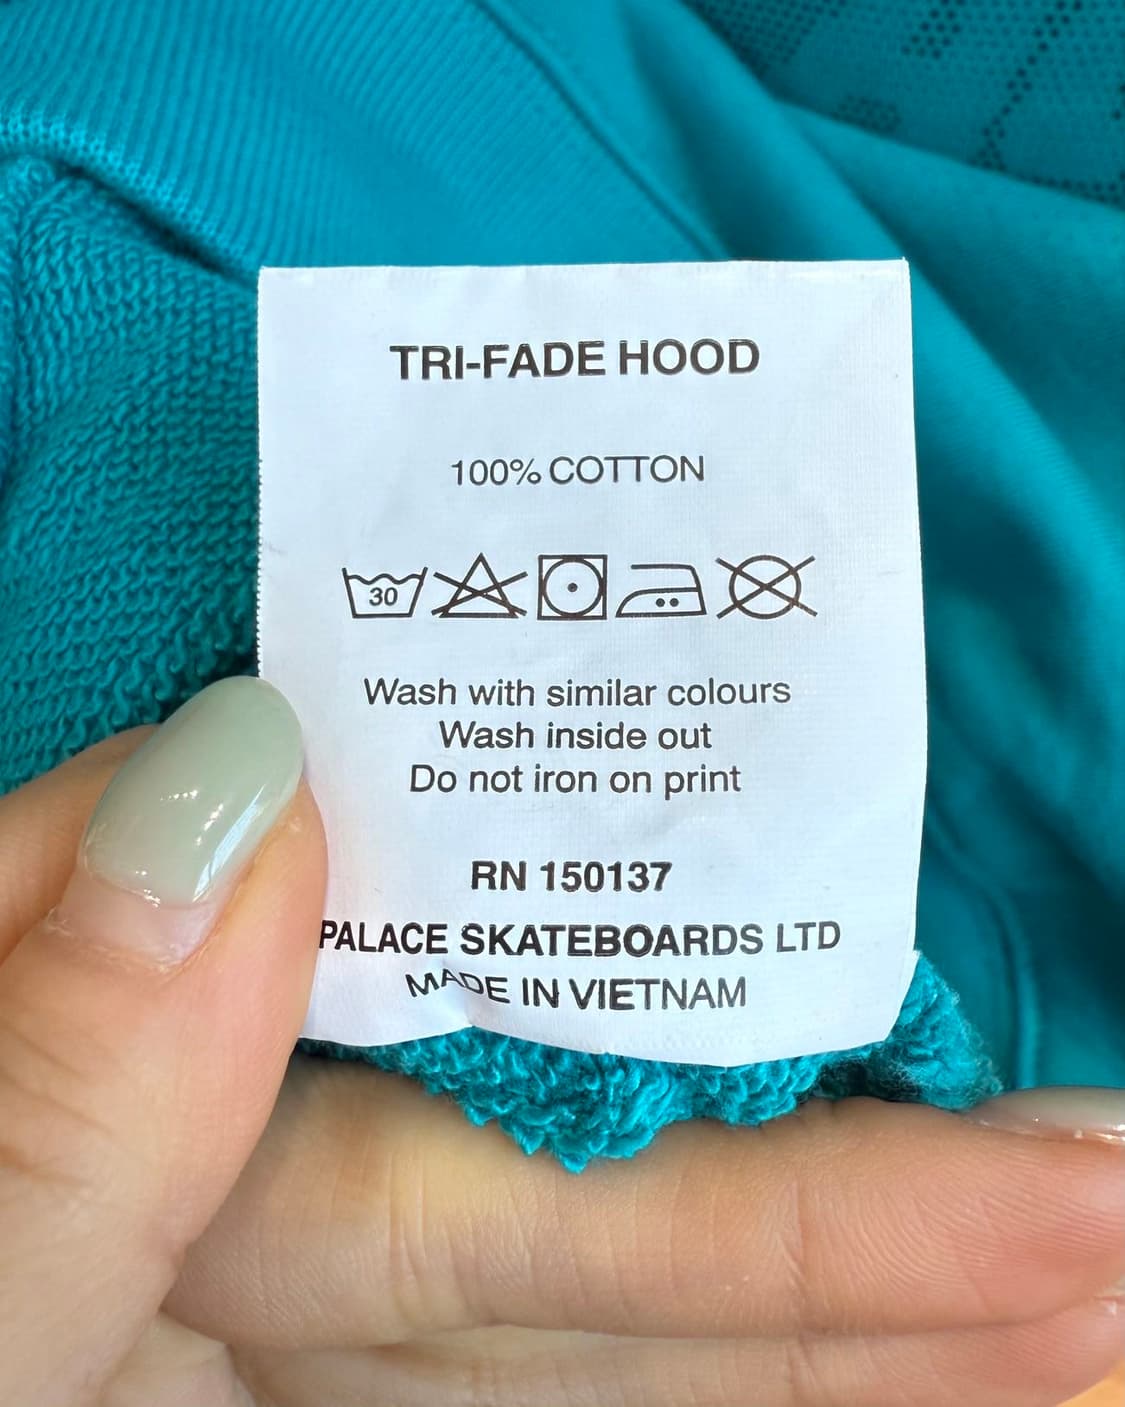 TRI-FADE HOOD
100% COTTON
30
Wash with similar colours
Wash inside out
Do not iron on print
RN 150137
PALACE SKATEBOARDS LTD
MADE IN VIETNAM